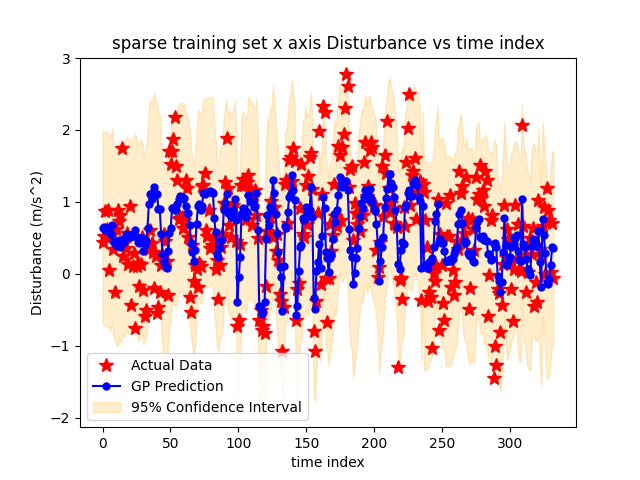 sparse training set x axis Disturbance vs time index
3
2
1
0
−1
−2
Disturbance (m/s^2)
Actual Data
GP Prediction
95% Confidence Interval
0 50 100 150 200 250 300
time index